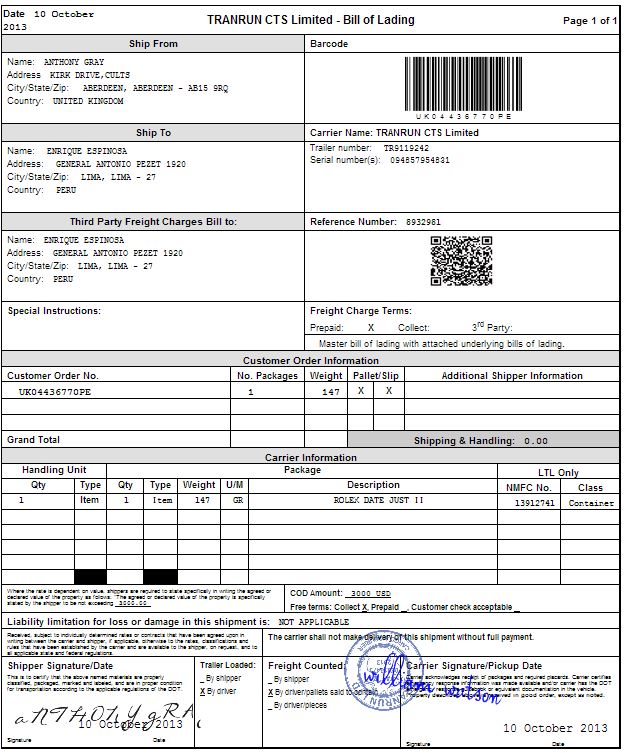 Date 10 October
2013
TRANRUN CTS Limited - Bill of Lading
Page 1 of 1
Ship From
Barcode
Name: ANTHONY GRAY
Address KIRK DRIVE,CULTS
City/State/Zip: ABERDEEN, ABERDEEN - AB15 9RQ
Country: UNITED KINGDOM
UK04436770PE
Ship To
Carrier Name: TRANRUN CTS Limited
Name: ENRIQUE ESPINOSA
Address: GENERAL ANTONIO PEZET 1920
City/State/Zip: LIMA, LIMA - 27
Country: PERU
Trailer number: TR9119242
Serial number(s): 094857954831
Third Party Freight Charges Bill to:
Reference Number: 8932981
Name: ENRIQUE ESPINOSA
Address: GENERAL ANTONIO PEZET 1920
City/State/Zip: LIMA, LIMA - 27
Country: PERU
Special Instructions:
Freight Charge Terms:
Prepaid: X Collect: 3rd Party:
Master bill of lading with attached underlying bills of lading.
Customer Order Information
Customer Order No. No. Packages Weight Pallet/Slip Additional Shipper Information
UK04436770PE 1 147 X X
Grand Total Shipping & Handling: 0.00
Carrier Information
Handling Unit Package LTL Only
Qty Type Qty Type Weight U/M Description NMFC No. Class
1 Item 1 Item 147 GR ROLEX DATE JUST II 13912741 Container
Where the rate is dependent on value, shippers are required to state specifically in writing the agreed or
declared value of the property as follows: "The agreed or declared value of the property is specifically
stated by the shipper to be not exceeding 3000.00
COD Amount: 3000 USD
Free terms: Collect X, Prepaid _, Customer check acceptable _
Liability limitation for loss or damage in this shipment is: NOT APPLICABLE
Received, subject to individually determined rates or contracts that have been agreed upon in
writing between the carrier and shipper, if applicable, otherwise to the rates, classifications and
rules that have been established by the carrier and are available to the shipper, on request, and to
all applicable state and federal regulations.
The carrier shall not make delivery of this shipment without full payment.
Shipper Signature/Date
This is to certify that the above named materials are properly
classified, packaged, marked and labeled, and are in proper condition
for transportation according to the applicable regulations of the DOT.
aNTHONy gRA
10 October 2013
Signature Date
Trailer Loaded:
_ By shipper
X By driver
Freight Counted
_ By shipper
X By driver/pallets said to contain
_ By driver/pieces
Carrier Signature/Pickup Date
Carrier acknowledges receipt of packages and required placards. Carrier certifies
emergency response information was made available and/or carrier has the DOT
emergency response guidebook or equivalent documentation in the vehicle.
Property described above is received in good order, except as noted.
10 October 2013
Signature Date